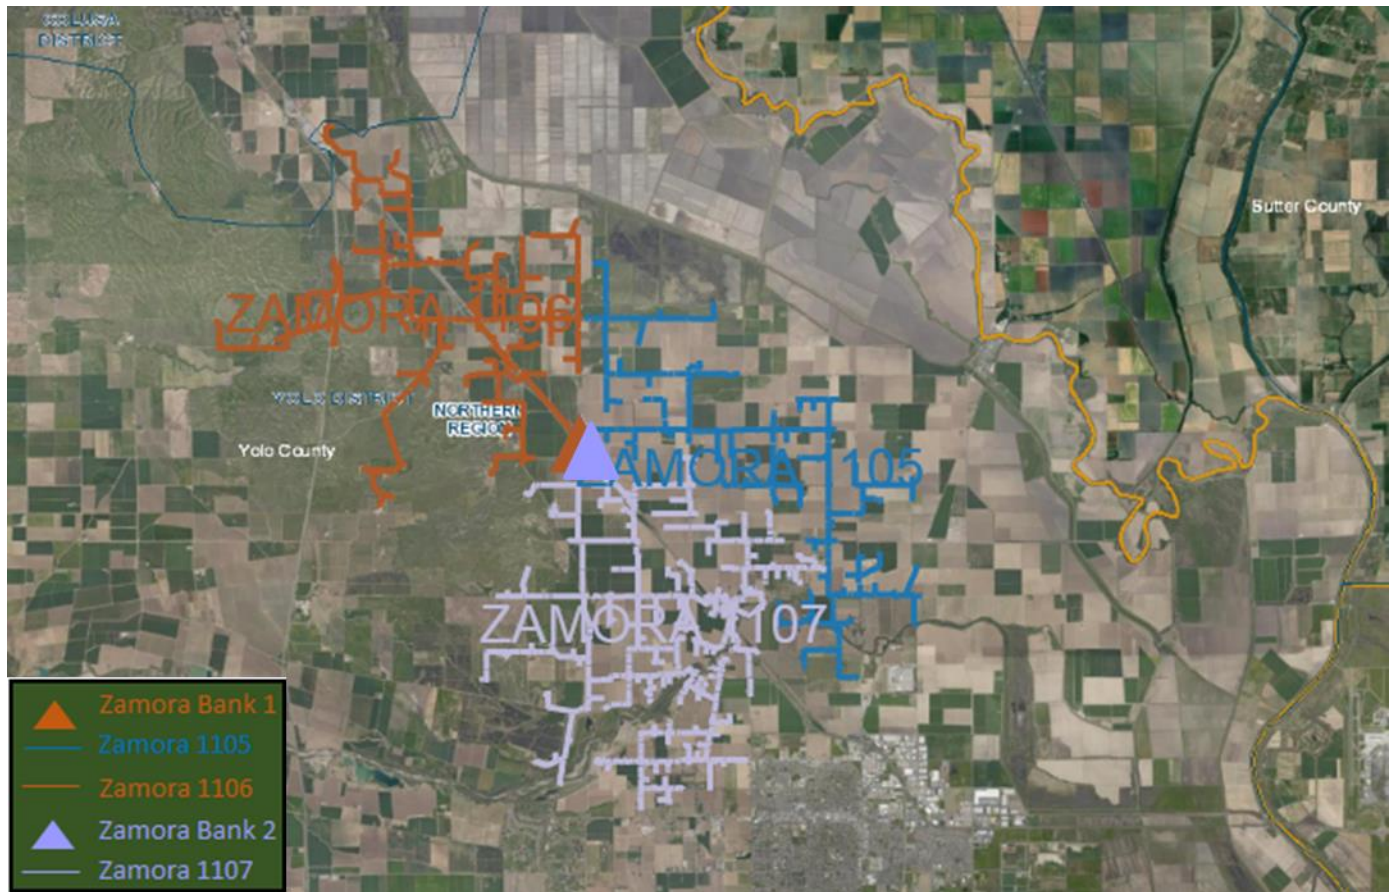 COLUSA
DISTRICT
Sutter County
ZAMORA 1106
YOLO DISTRICT
NORTHERN
REGION
Yolo County
ZAMORA 1105
ZAMORA 1107
Zamora Bank 1
Zamora 1105
Zamora 1106
Zamora Bank 2
Zamora 1107